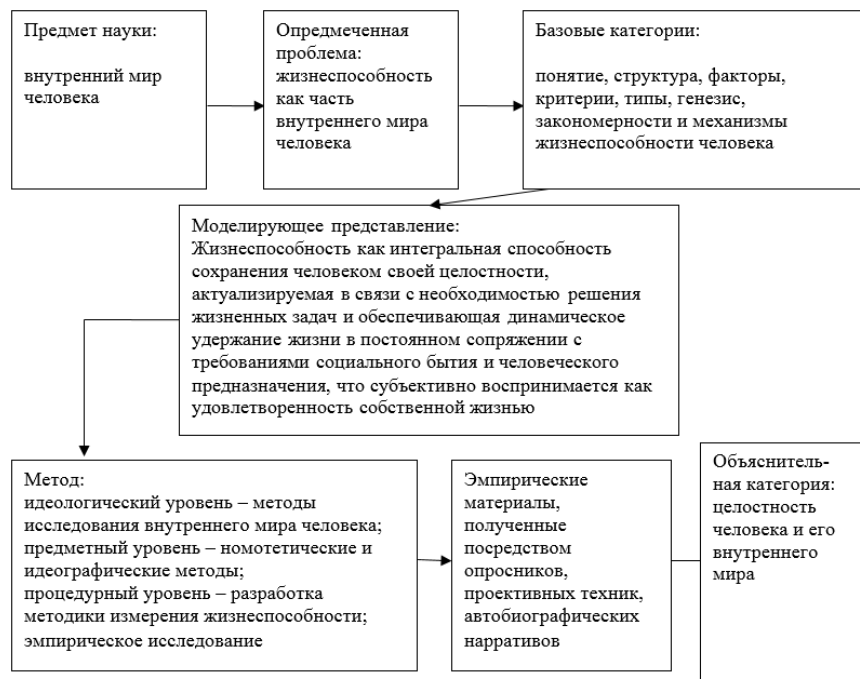 Предмет науки:
внутренний мир
человека
Опредмеченная
проблема:
жизнеспособность
как часть
внутреннего мира
человека
Базовые категории:
понятие, структура, факторы,
критерии, типы, генезис,
закономерности и механизмы
жизнеспособности человека
Моделирующее представление:
Жизнеспособность как интегральная способность
сохранения человеком своей целостности,
актуализируемая в связи с необходимостью решения
жизненных задач и обеспечивающая динамическое
удержание жизни в постоянном сопряжении с
требованиями социального бытия и человеческого
предназначения, что субъективно воспринимается как
удовлетворенность собственной жизнью
Метод:
идеологический уровень – методы
исследования внутреннего мира человека;
предметный уровень – номотетические и
идеографические методы;
процедурный уровень – разработка
методики измерения жизнеспособности;
эмпирическое исследование
Эмпирические
материалы,
полученные
посредством
опросников,
проективных техник,
автобиографических
нарративов
Объяснитель-
ная категория:
целостность
человека и его
внутреннего
мира